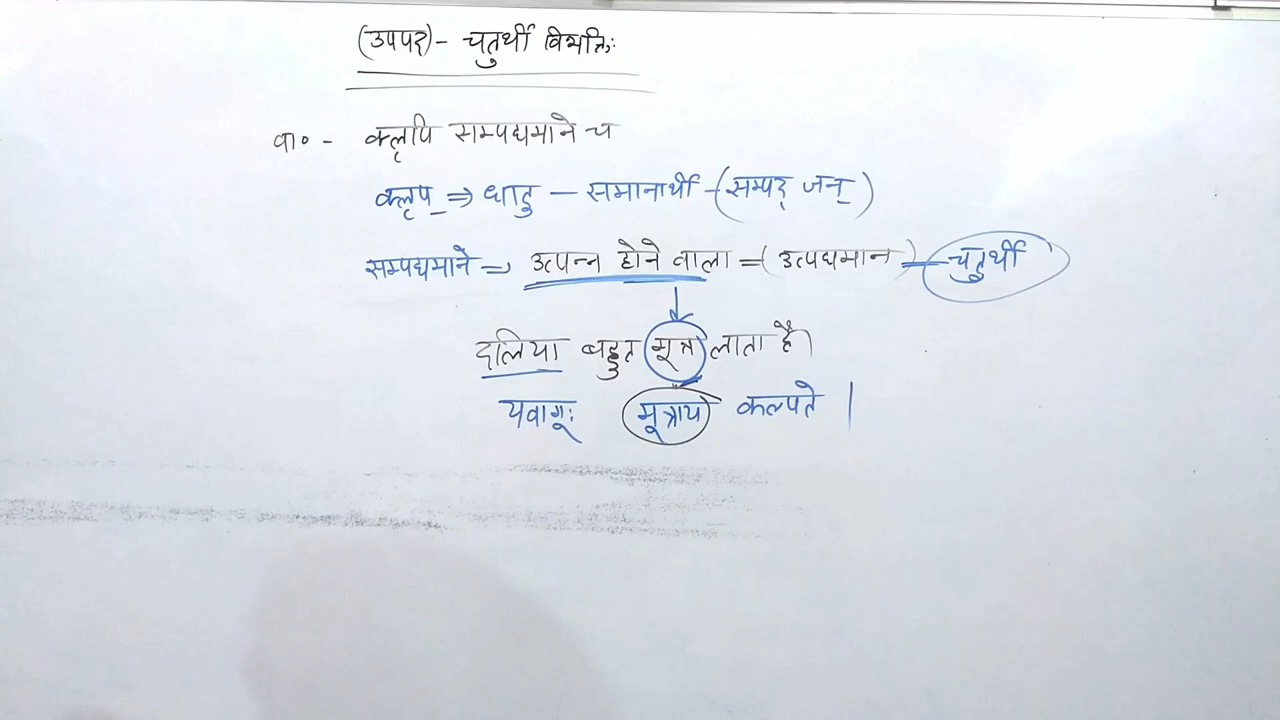 (उपपद)- चतुर्थी विभक्तिः
वा० - क्लृपि सम्पद्यमाने च
क्लृप् ⇒ धातु - समानार्थी -(सम्पद् जन्)
सम्पद्यमाने = उत्पन्न होने वाला =(उत्पद्यमान) - चतुर्थी
दलिया बहुत मूत्र लाता है।
यवागूः मूत्राय कल्पते |